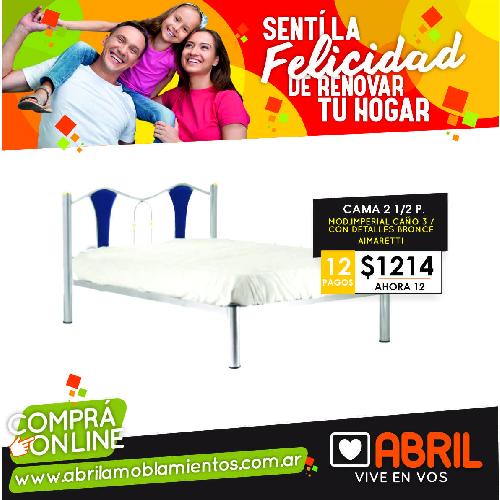 SENTÍ LA
Felicidad
DE RENOVAR
TU HOGAR
CAMA 2 1/2 P.
MOD.IMPERIAL CAÑO 3 /
CON DETALLES BRONCE
AIMARETTI
12
PAGOS
$1214
AHORA 12
COMPRÁ
ONLINE
www.abrilamoblamientos.com.ar
ABRIL
VIVE EN VOS